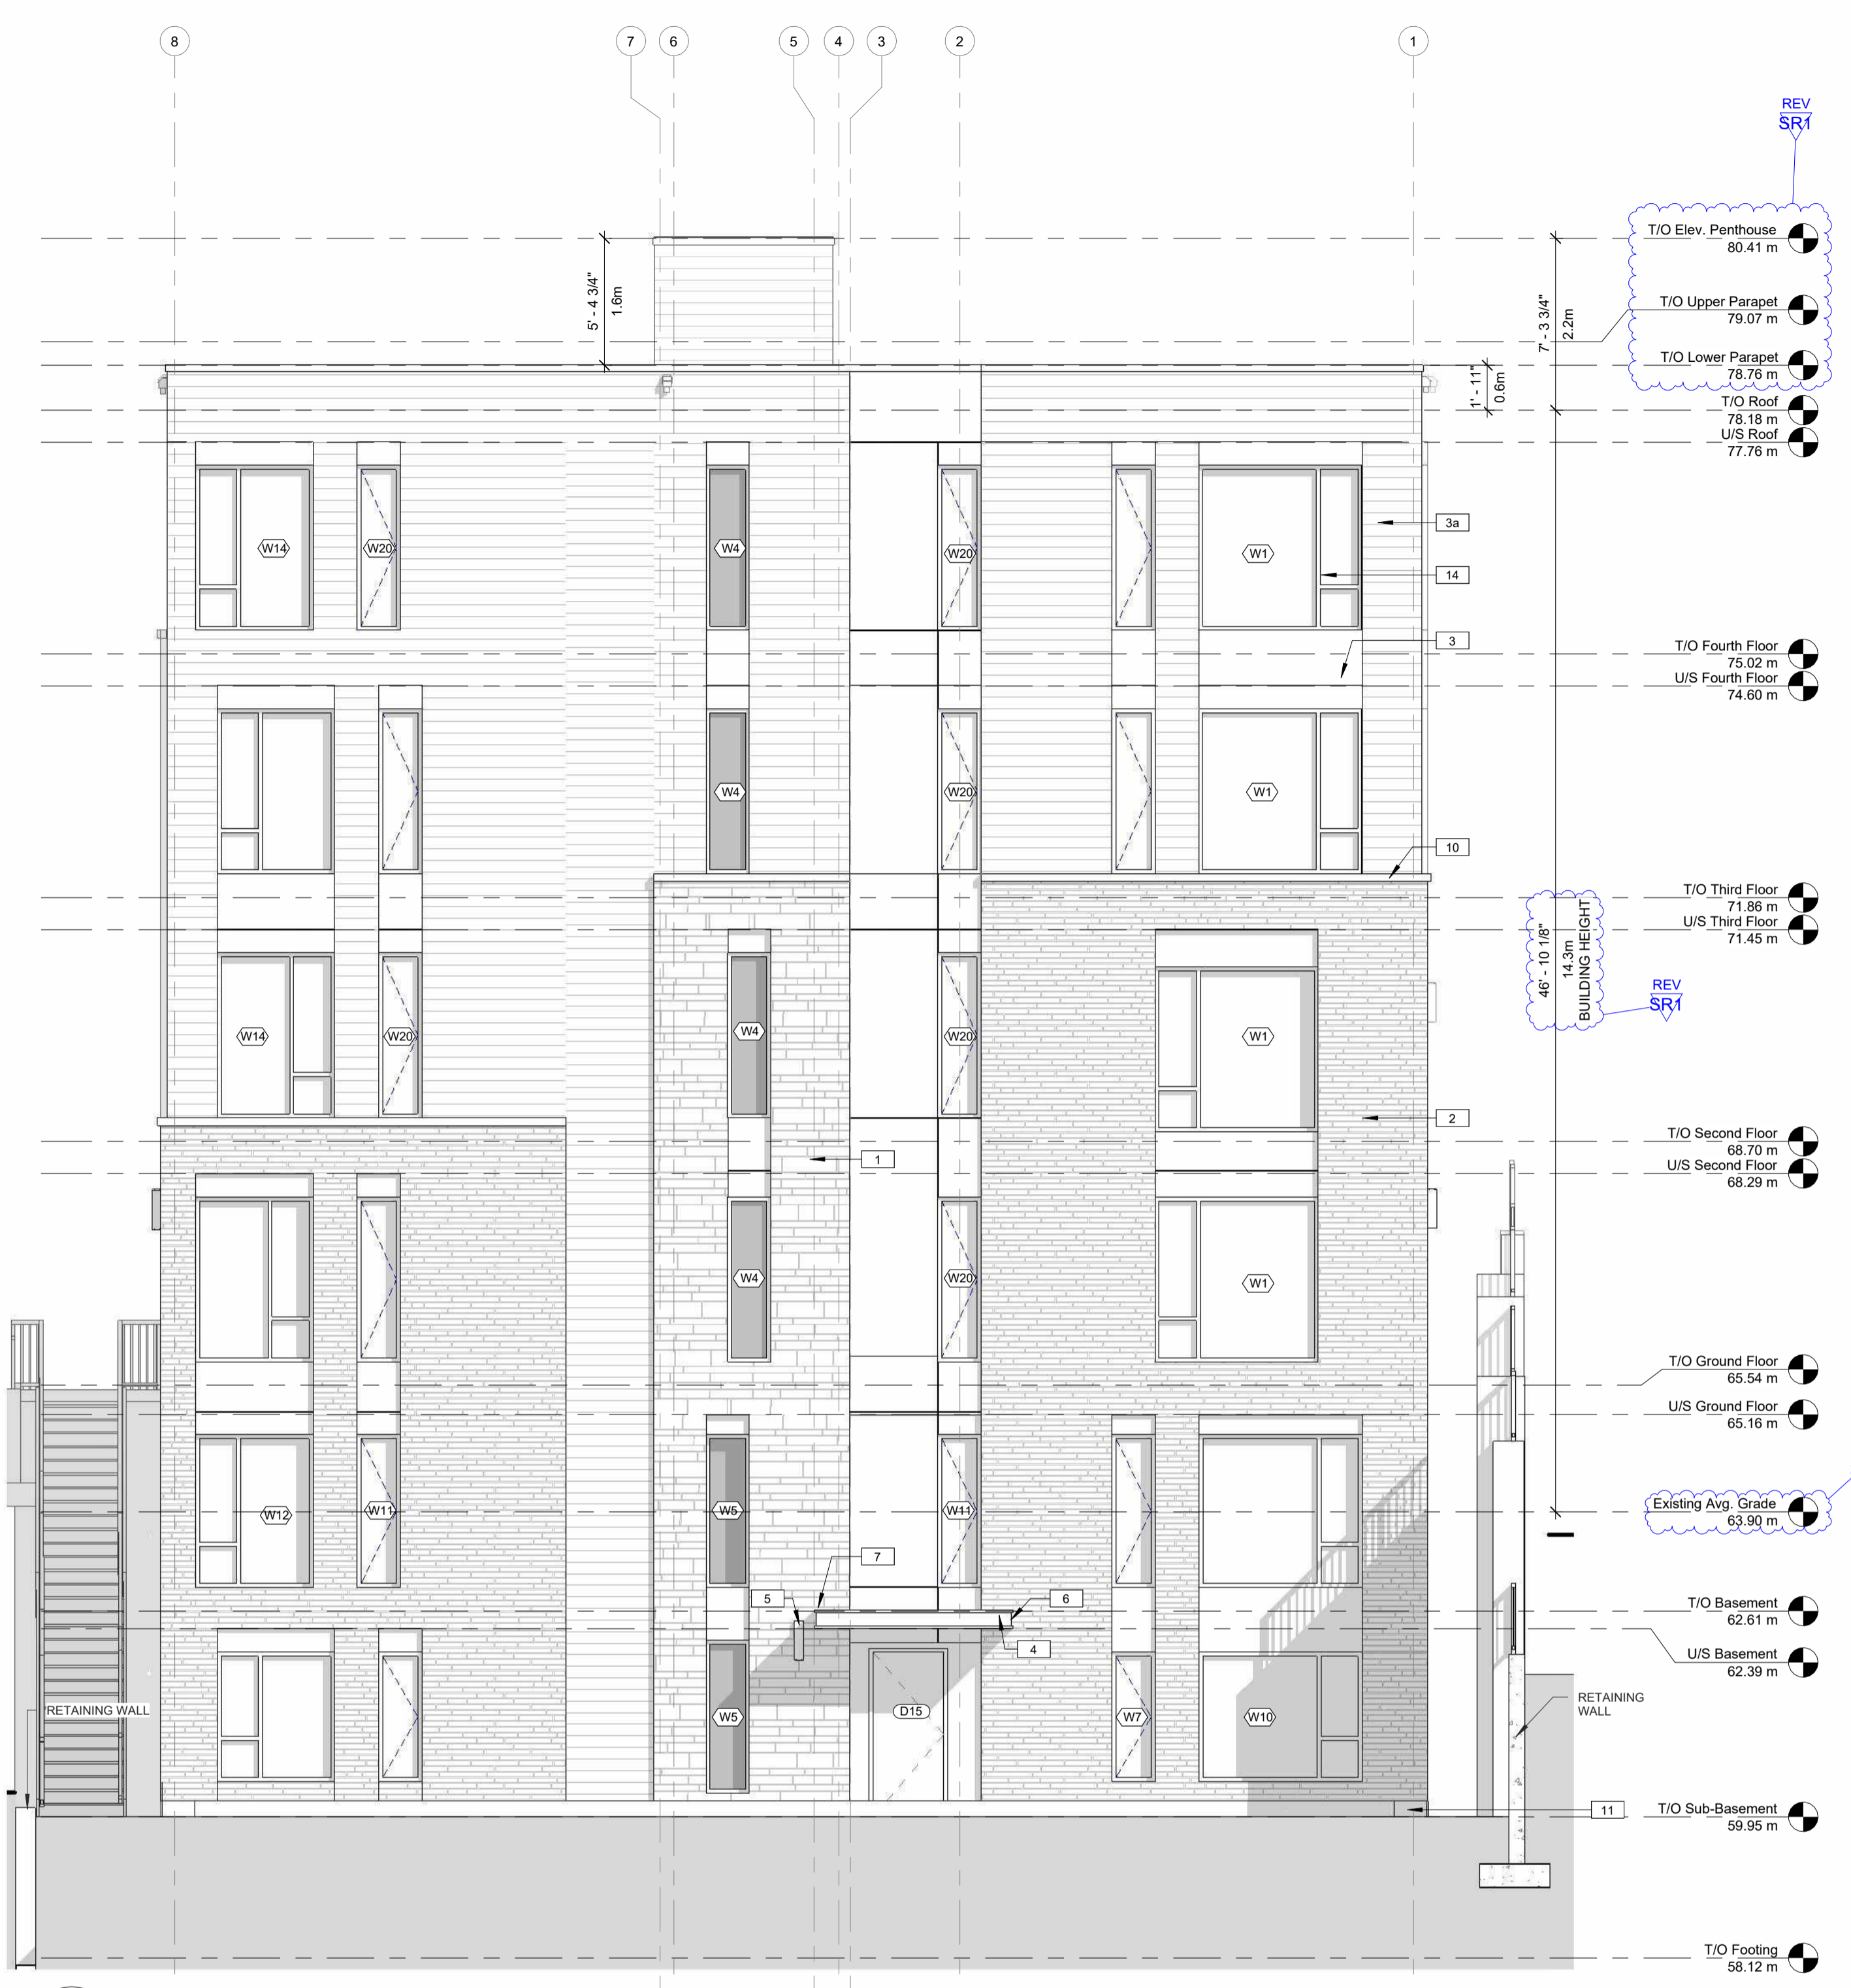 8
7
6
5
4
3
2
1
REV
SR1
T/O Elev. Penthouse
80.41 m
5' - 4 3/4"
1.6m
7' - 3 3/4"
2.2m
T/O Upper Parapet
79.07 m
T/O Lower Parapet
78.76 m
1' - 11"
0.6m
T/O Roof
78.18 m
U/S Roof
77.76 m
3a
W14
W20
W4
W20
W1
14
3
T/O Fourth Floor
75.02 m
U/S Fourth Floor
74.60 m
W4
W20
W1
10
T/O Third Floor
71.86 m
U/S Third Floor
71.45 m
46' - 10 1/8"
14.3m
BUILDING HEIGHT
REV
SR1
W14
W20
W4
W20
W1
2
T/O Second Floor
68.70 m
1
U/S Second Floor
68.29 m
W4
W20
W1
T/O Ground Floor
65.54 m
U/S Ground Floor
65.16 m
W12
W11
W5
W11
Existing Avg. Grade
63.90 m
7
5
6
T/O Basement
62.61 m
4
U/S Basement
62.39 m
RETAINING WALL
W5
D15
W7
W10
RETAINING
WALL
11
T/O Sub-Basement
59.95 m
T/O Footing
58.12 m